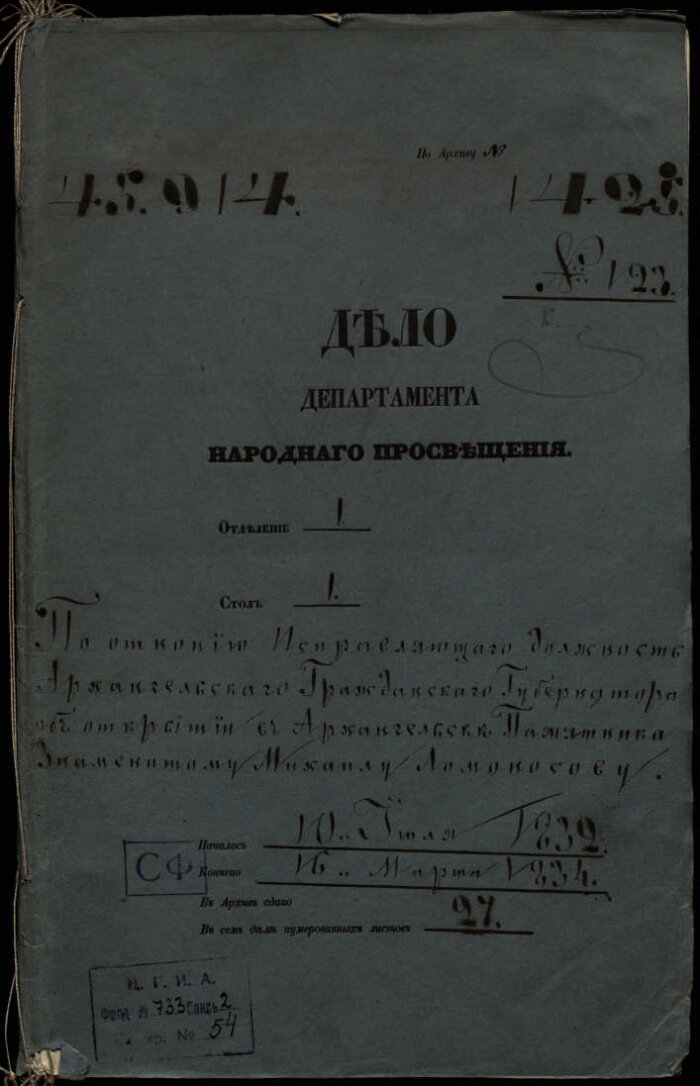 По Архиву №
45.914.
1425.
№ 123.
ДѢЛО
ДЕПАРТАМЕНТА
НАРОДНАГО ПРОСВѢЩЕНІЯ.
Отдѣленіе 1.
Столъ 1.
По отнонію Исправляющаго должность
Архангельскаго Гражданскаго Губернатора
объ открытіи въ Архангельскѣ Памятника
Знаменитому Михаилу Ломоносову.
Началось 10. Іюля 1832.
СФ
Кончено 16. Марта 1834.
Въ Архивъ сдано
Въ семъ дѣлѣ нумерованныхъ листовъ 27.
Ц. Г. И. А.
Фонд № 733 Опись 2
Ед. хр. № 54